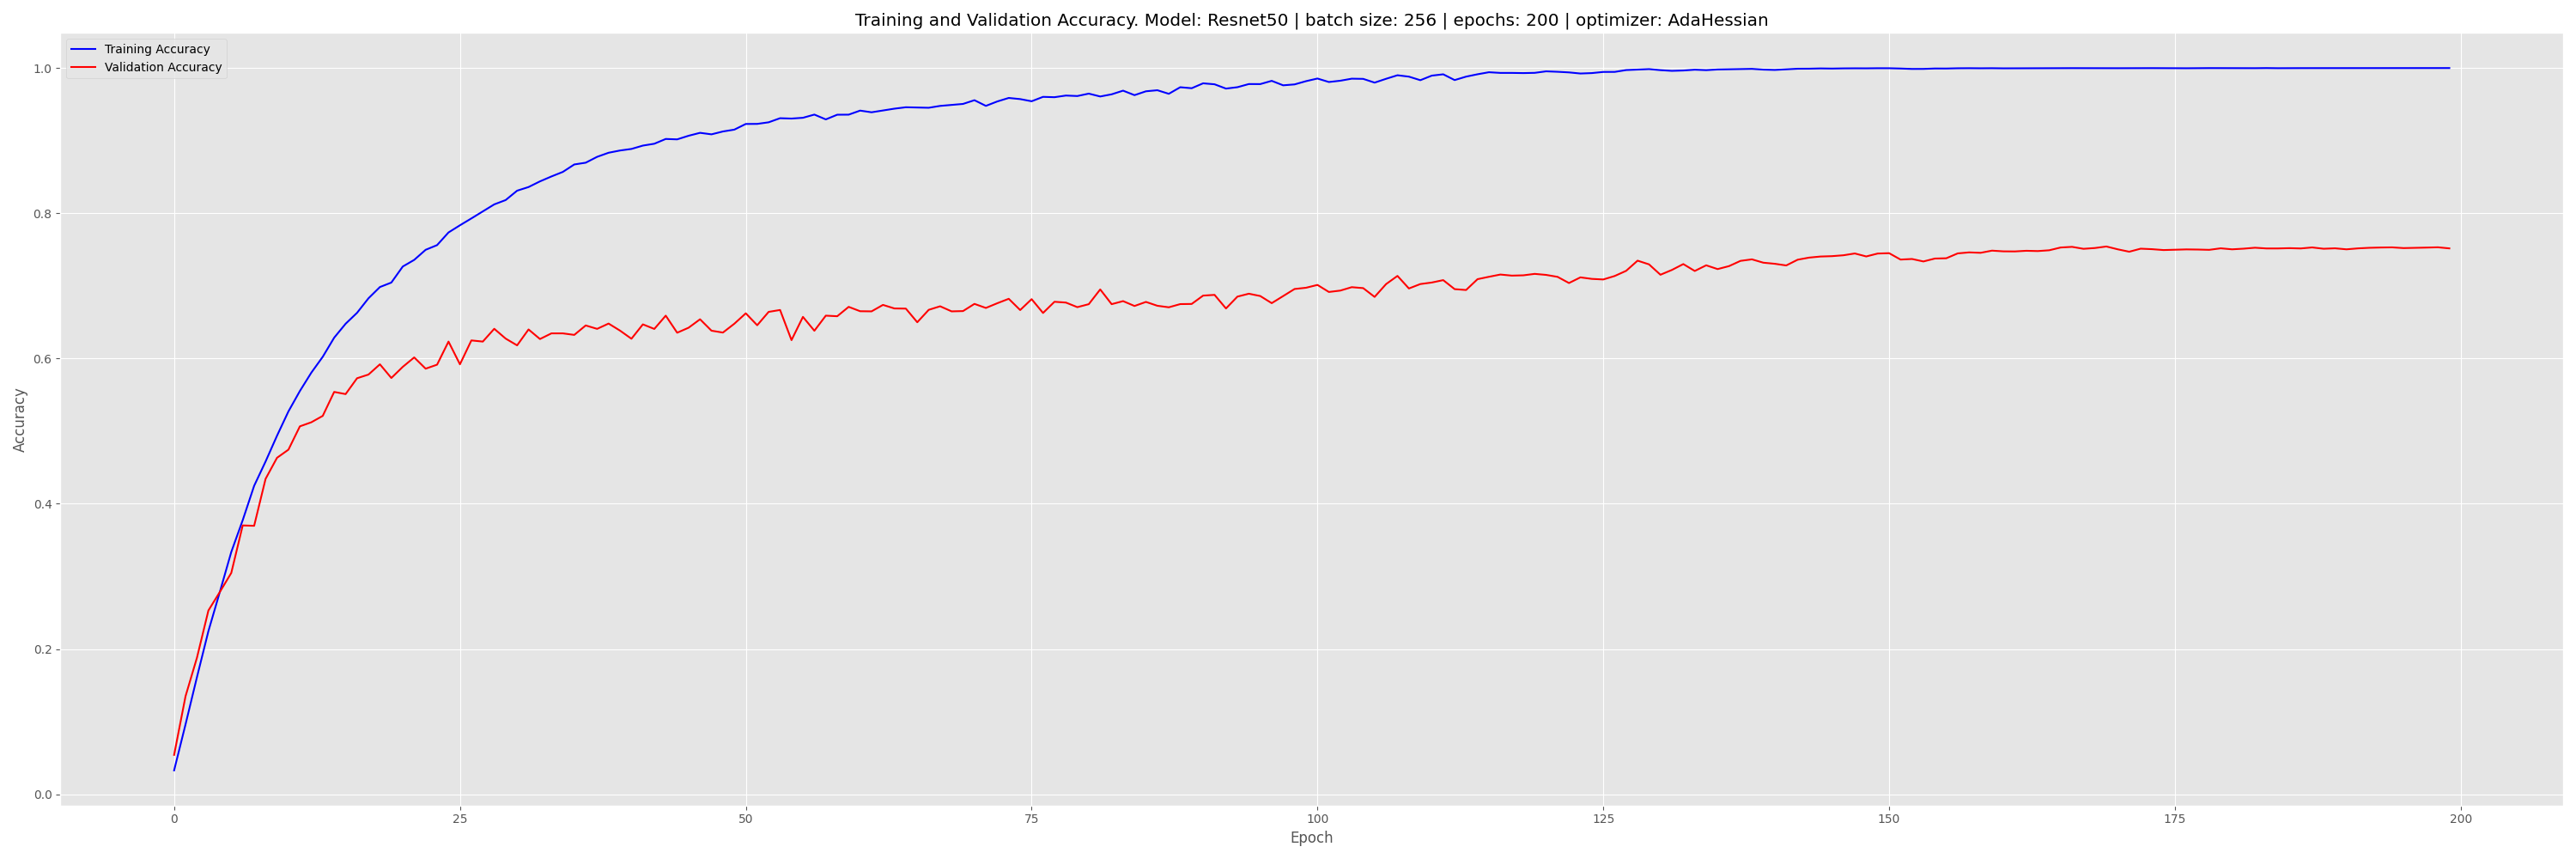 Training and Validation Accuracy. Model: Resnet50 | batch size: 256 | epochs: 200 | optimizer: AdaHessian
Training Accuracy
Validation Accuracy
1.0
0.8
0.6
0.4
0.2
0.0
Accuracy
0 25 50 75 100 125 150 175 200
Epoch